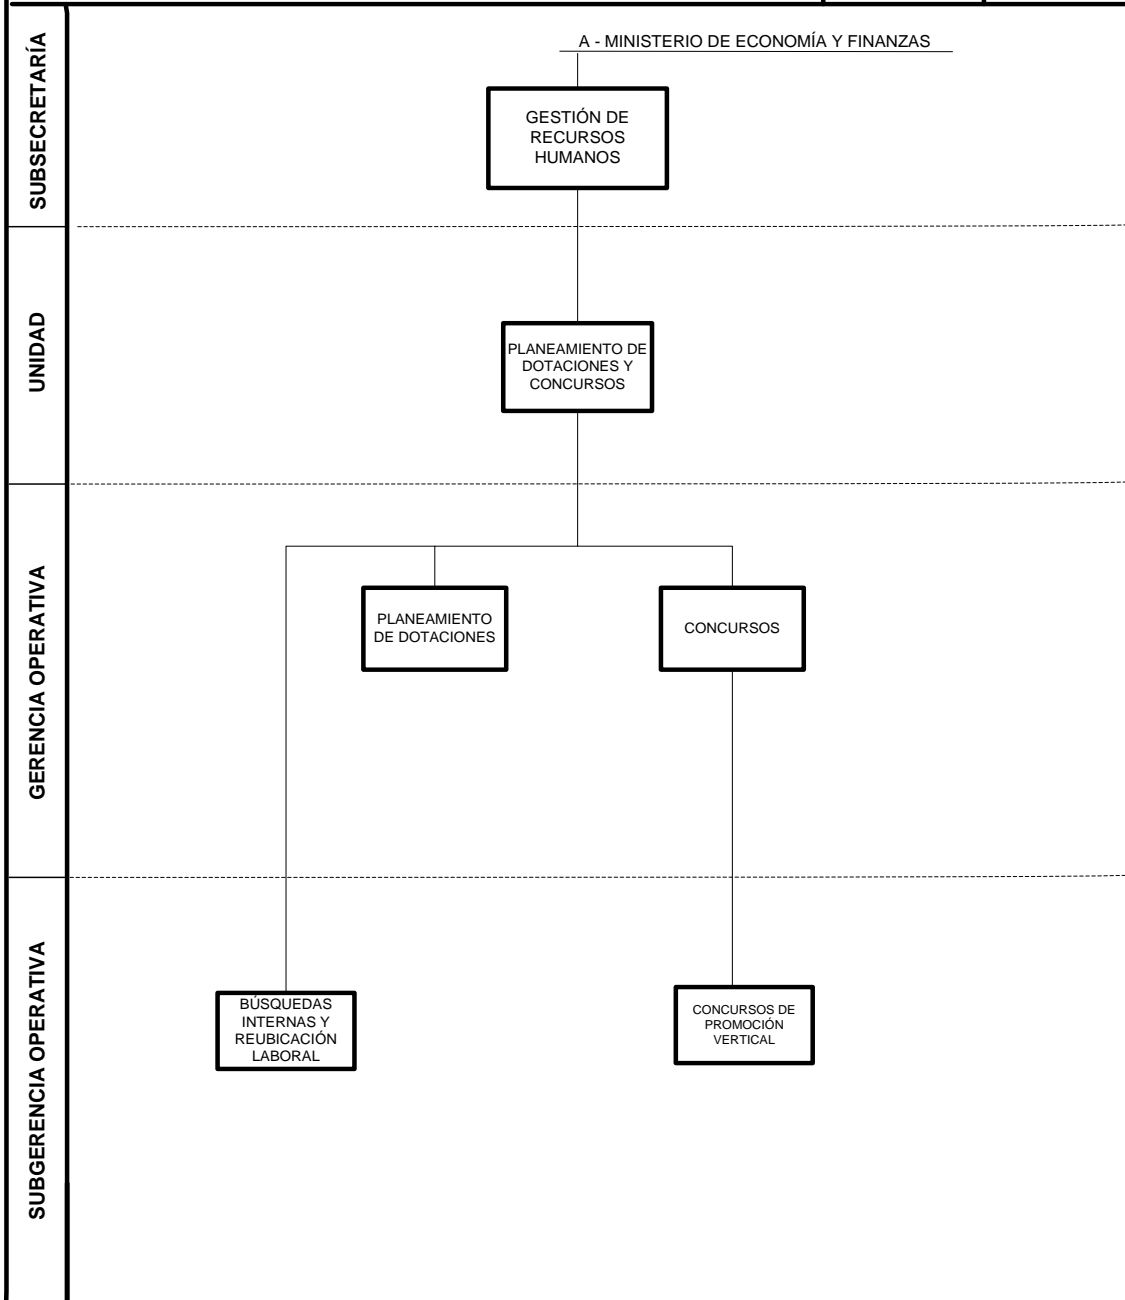 A - MINISTERIO DE ECONOMÍA Y FINANZAS
SUBSECRETARÍA
GESTIÓN DE
RECURSOS
HUMANOS
UNIDAD
PLANEAMIENTO DE
DOTACIONES Y
CONCURSOS
GERENCIA OPERATIVA
PLANEAMIENTO
DE DOTACIONES
CONCURSOS
SUBGERENCIA OPERATIVA
BÚSQUEDAS
INTERNAS Y
REUBICACIÓN
LABORAL
CONCURSOS DE
PROMOCIÓN
VERTICAL